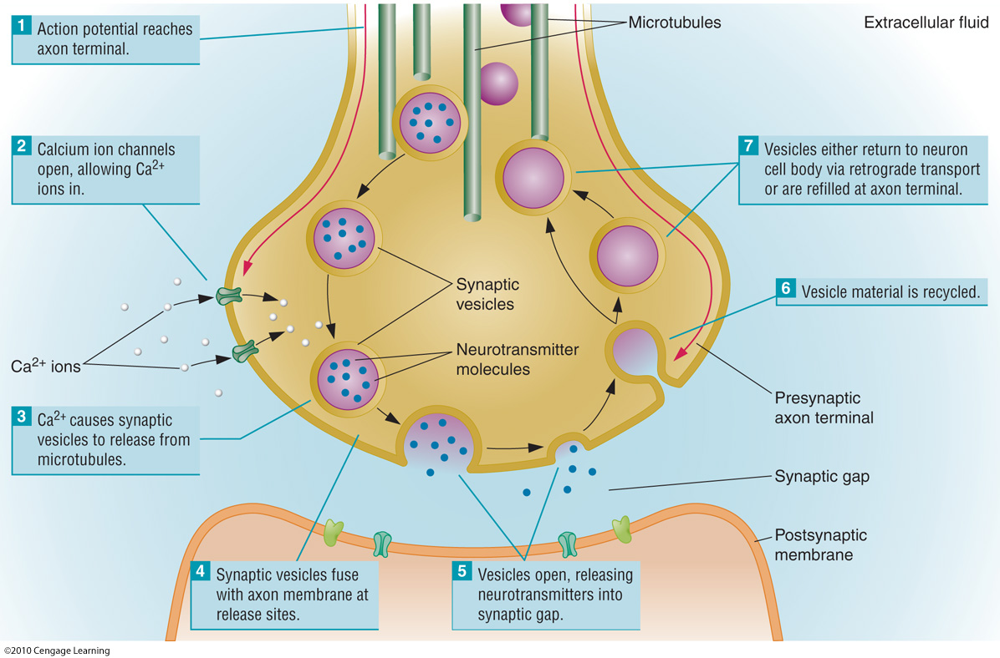 1 Action potential reaches
axon terminal.
Microtubules
Extracellular fluid
2 Calcium ion channels
open, allowing Ca²⁺
ions in.
7 Vesicles either return to neuron
cell body via retrograde transport
or are refilled at axon terminal.
Synaptic
vesicles
6 Vesicle material is recycled.
Ca²⁺ ions
Neurotransmitter
molecules
Presynaptic
axon terminal
3 Ca²⁺ causes synaptic
vesicles to release from
microtubules.
Synaptic gap
Postsynaptic
membrane
4 Synaptic vesicles fuse
with axon membrane at
release sites.
5 Vesicles open, releasing
neurotransmitters into
synaptic gap.
©2010 Cengage Learning